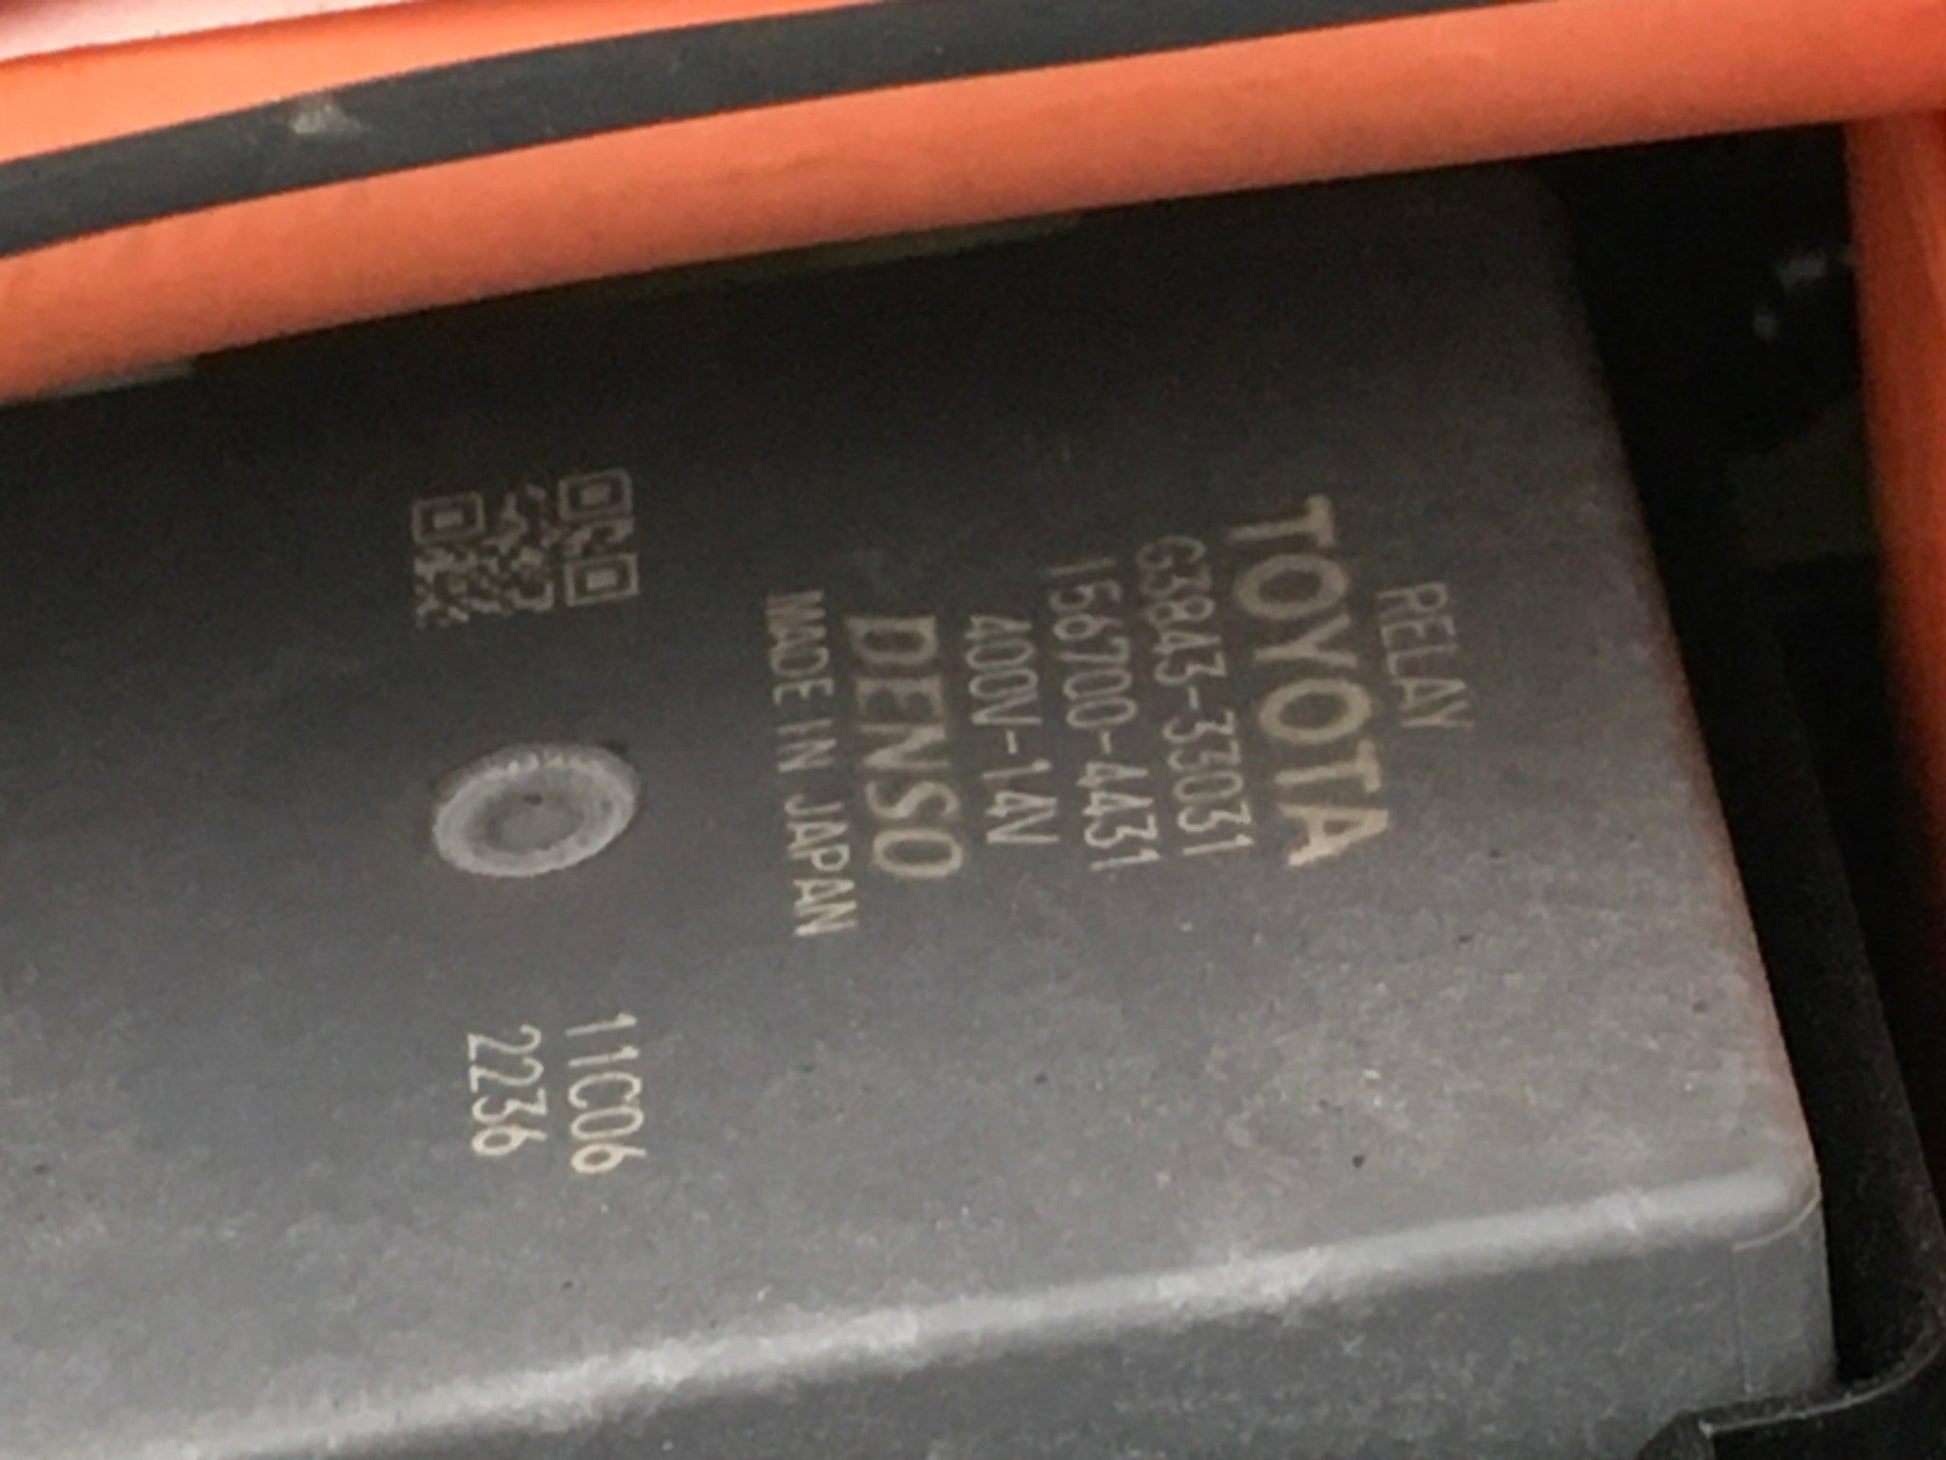 RELAY
TOYOTA
G3843-33031
156700-4431
400V-14V
DENSO
MADE IN JAPAN
11C06
2236